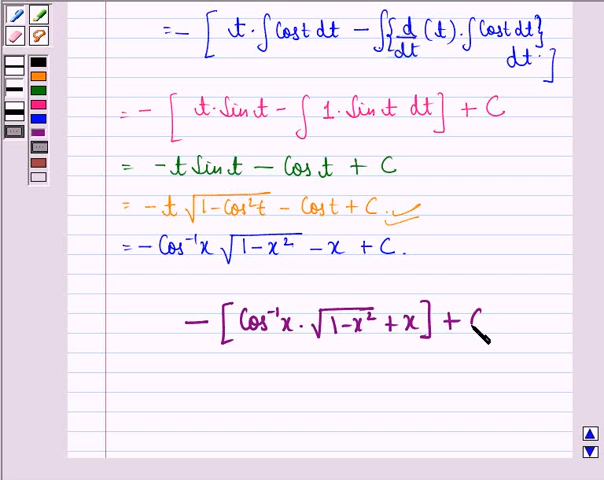 = - [ t · ∫ Cos t dt - ∫ { d/dt (t) · ∫ Cos t dt } dt · ]
= - [ t · Sin t - ∫ 1 · Sin t dt ] + C
= - t Sin t - Cos t + C
= - t √(1 - Cos²t) - Cos t + C. ✓
= - Cos⁻¹x √(1 - x²) - x + C.
- [ Cos⁻¹x · √(1 - x²) + x ] + C